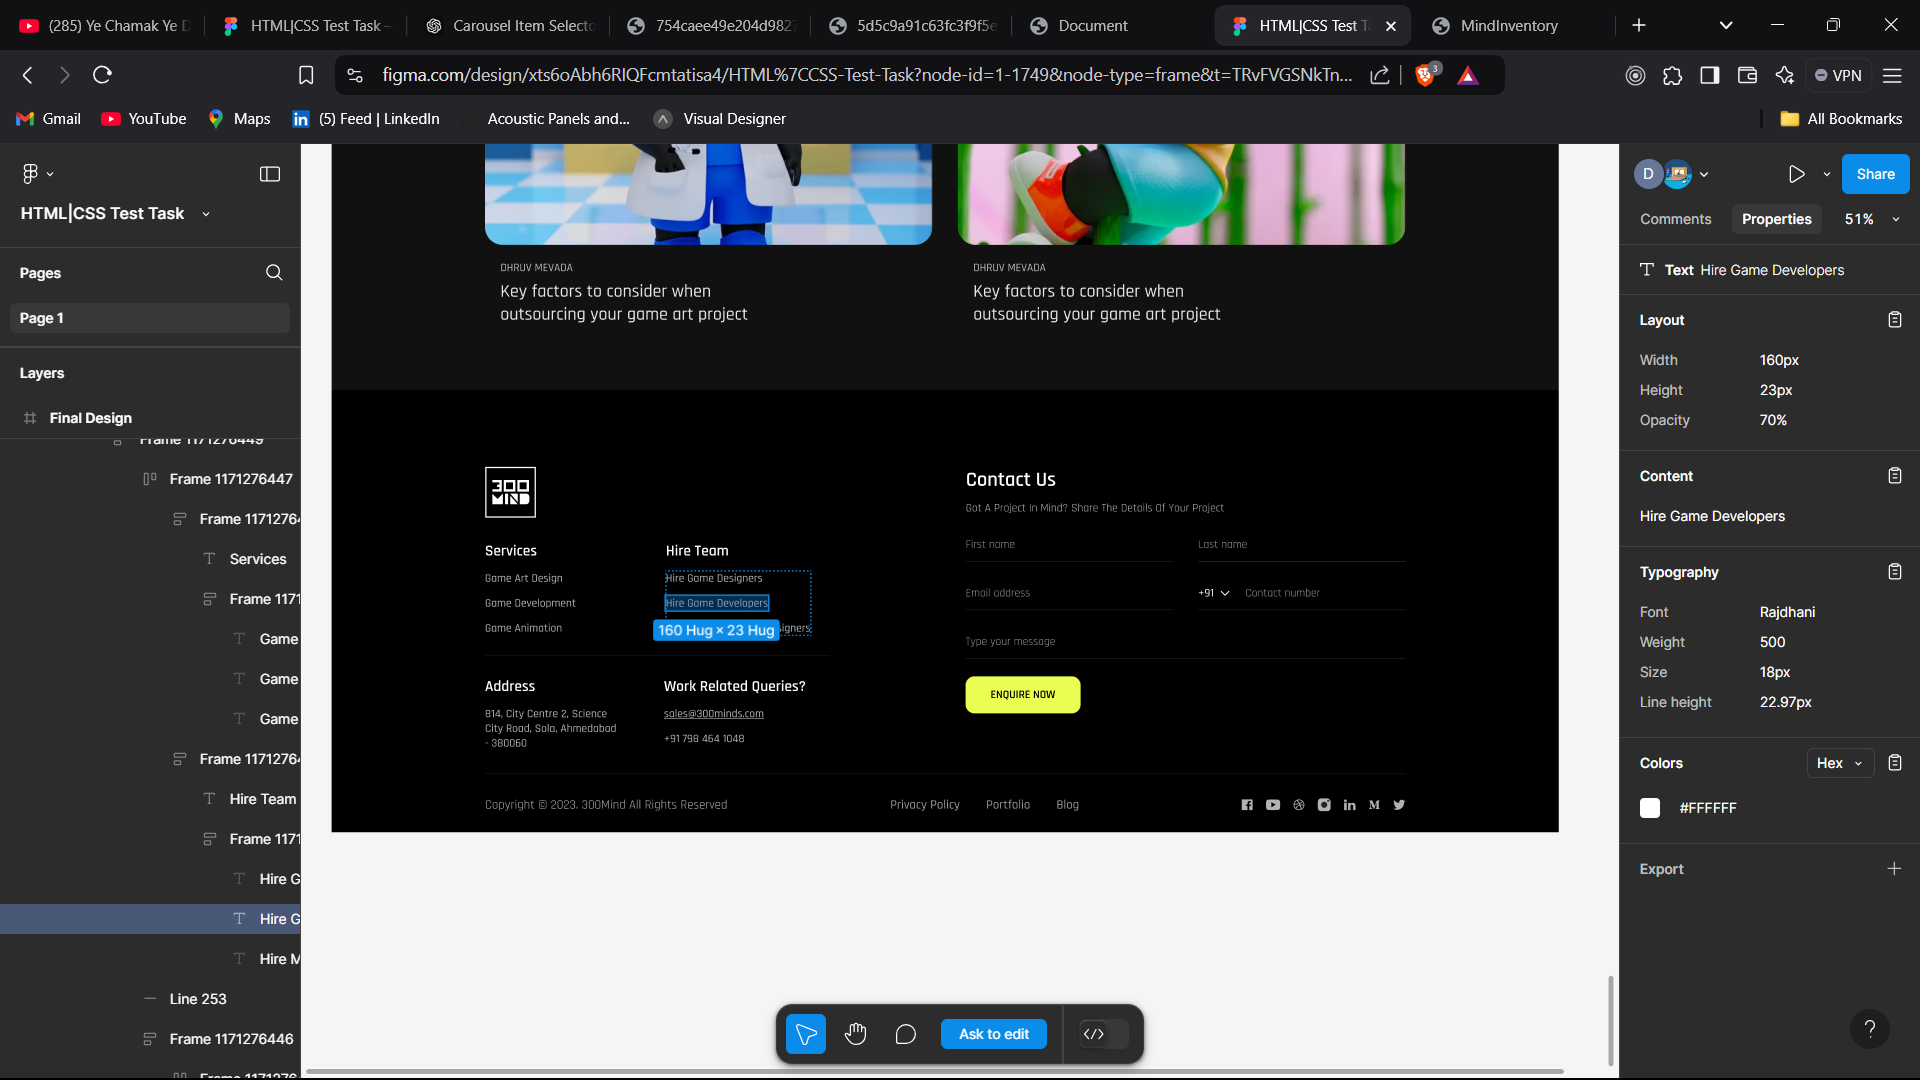 (285) Ye Chamak Ye D
HTML|CSS Test Task -
Carousel Item Selecto
754caee49e204d9827
5d5c9a91c63fc3f9f5e
Document
HTML|CSS Test T
MindInventory
figma.com/design/xts6oAbh6RIQFcmtatisa4/HTML%7CCSS-Test-Task?node-id=1-1749&node-type=frame&t=TRvFVGSNkTn...
3
VPN
Gmail
YouTube
Maps
(5) Feed | LinkedIn
Acoustic Panels and...
Visual Designer
All Bookmarks
HTML|CSS Test Task
Pages
Page 1
Layers
Final Design
Frame 1171276449
Frame 1171276447
Frame 11712764
Services
Frame 1171
Game
Game
Game
Frame 11712764
Hire Team
Frame 1171
Hire G
Hire G
Hire M
Line 253
Frame 1171276446
DHRUV MEVADA
Key factors to consider when
outsourcing your game art project
DHRUV MEVADA
Key factors to consider when
outsourcing your game art project
300
MIND
Services
Game Art Design
Game Development
Game Animation
Hire Team
Hire Game Designers
Hire Game Developers
160 Hug × 23 Hug
signers
Address
814, City Centre 2, Science
City Road, Sola, Ahmedabad
- 380060
Work Related Queries?
sales@300minds.com
+91 798 464 1048
Contact Us
Got A Project In Mind? Share The Details Of Your Project
First name
Last name
Email address
+91
Contact number
Type your message
ENQUIRE NOW
Copyright © 2023. 300Mind All Rights Reserved
Privacy Policy
Portfolio
Blog
Ask to edit
D
Share
Comments
Properties
51%
Text Hire Game Developers
Layout
Width 160px
Height 23px
Opacity 70%
Content
Hire Game Developers
Typography
Font Rajdhani
Weight 500
Size 18px
Line height 22.97px
Colors
Hex
#FFFFFF
Export